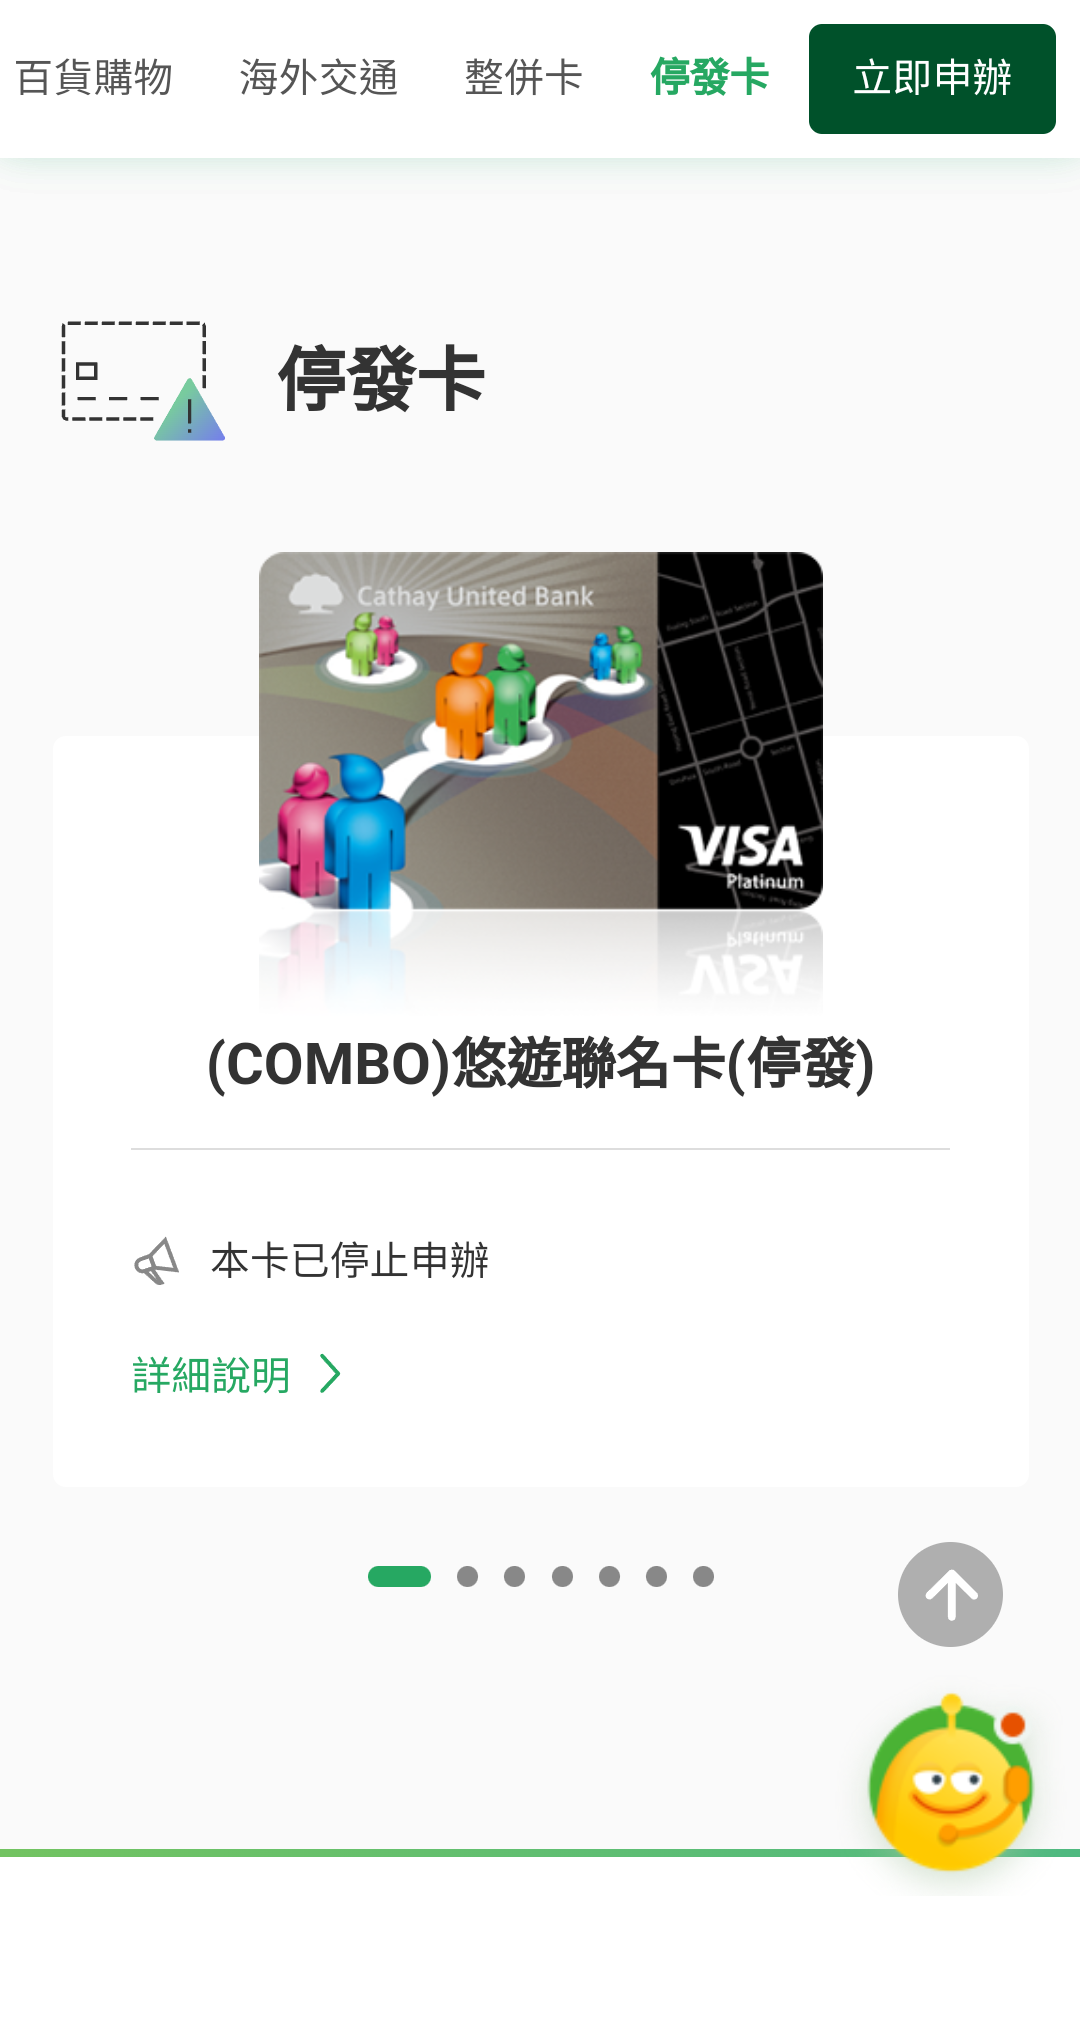 百貨購物 海外交通 整併卡 停發卡 立即申辦
停發卡
Cathay United Bank
VISA
Platinum
(COMBO)悠遊聯名卡(停發)
本卡已停止申辦
詳細說明